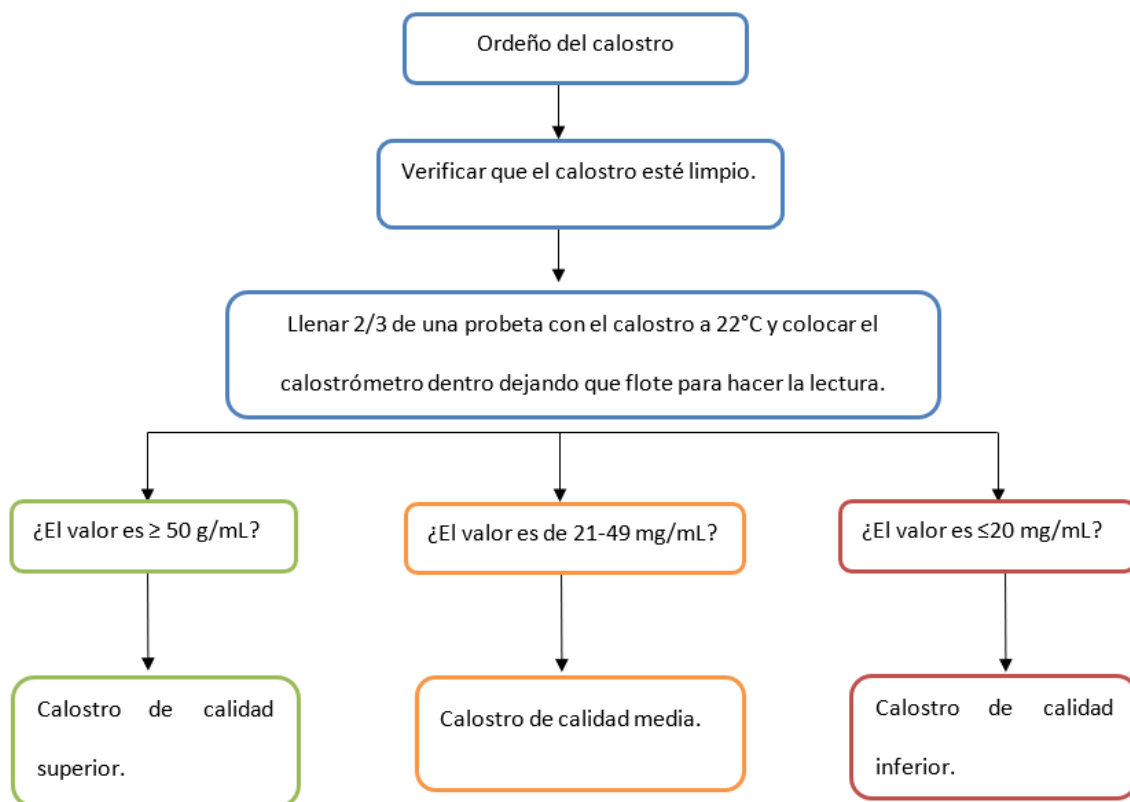 Ordeño del calostro
Verificar que el calostro esté limpio.
Llenar 2/3 de una probeta con el calostro a 22°C y colocar el
calostrómetro dentro dejando que flote para hacer la lectura.
¿El valor es ≥ 50 g/mL?
¿El valor es de 21-49 mg/mL?
¿El valor es ≤20 mg/mL?
Calostro de calidad
superior.
Calostro de calidad media.
Calostro de calidad
inferior.